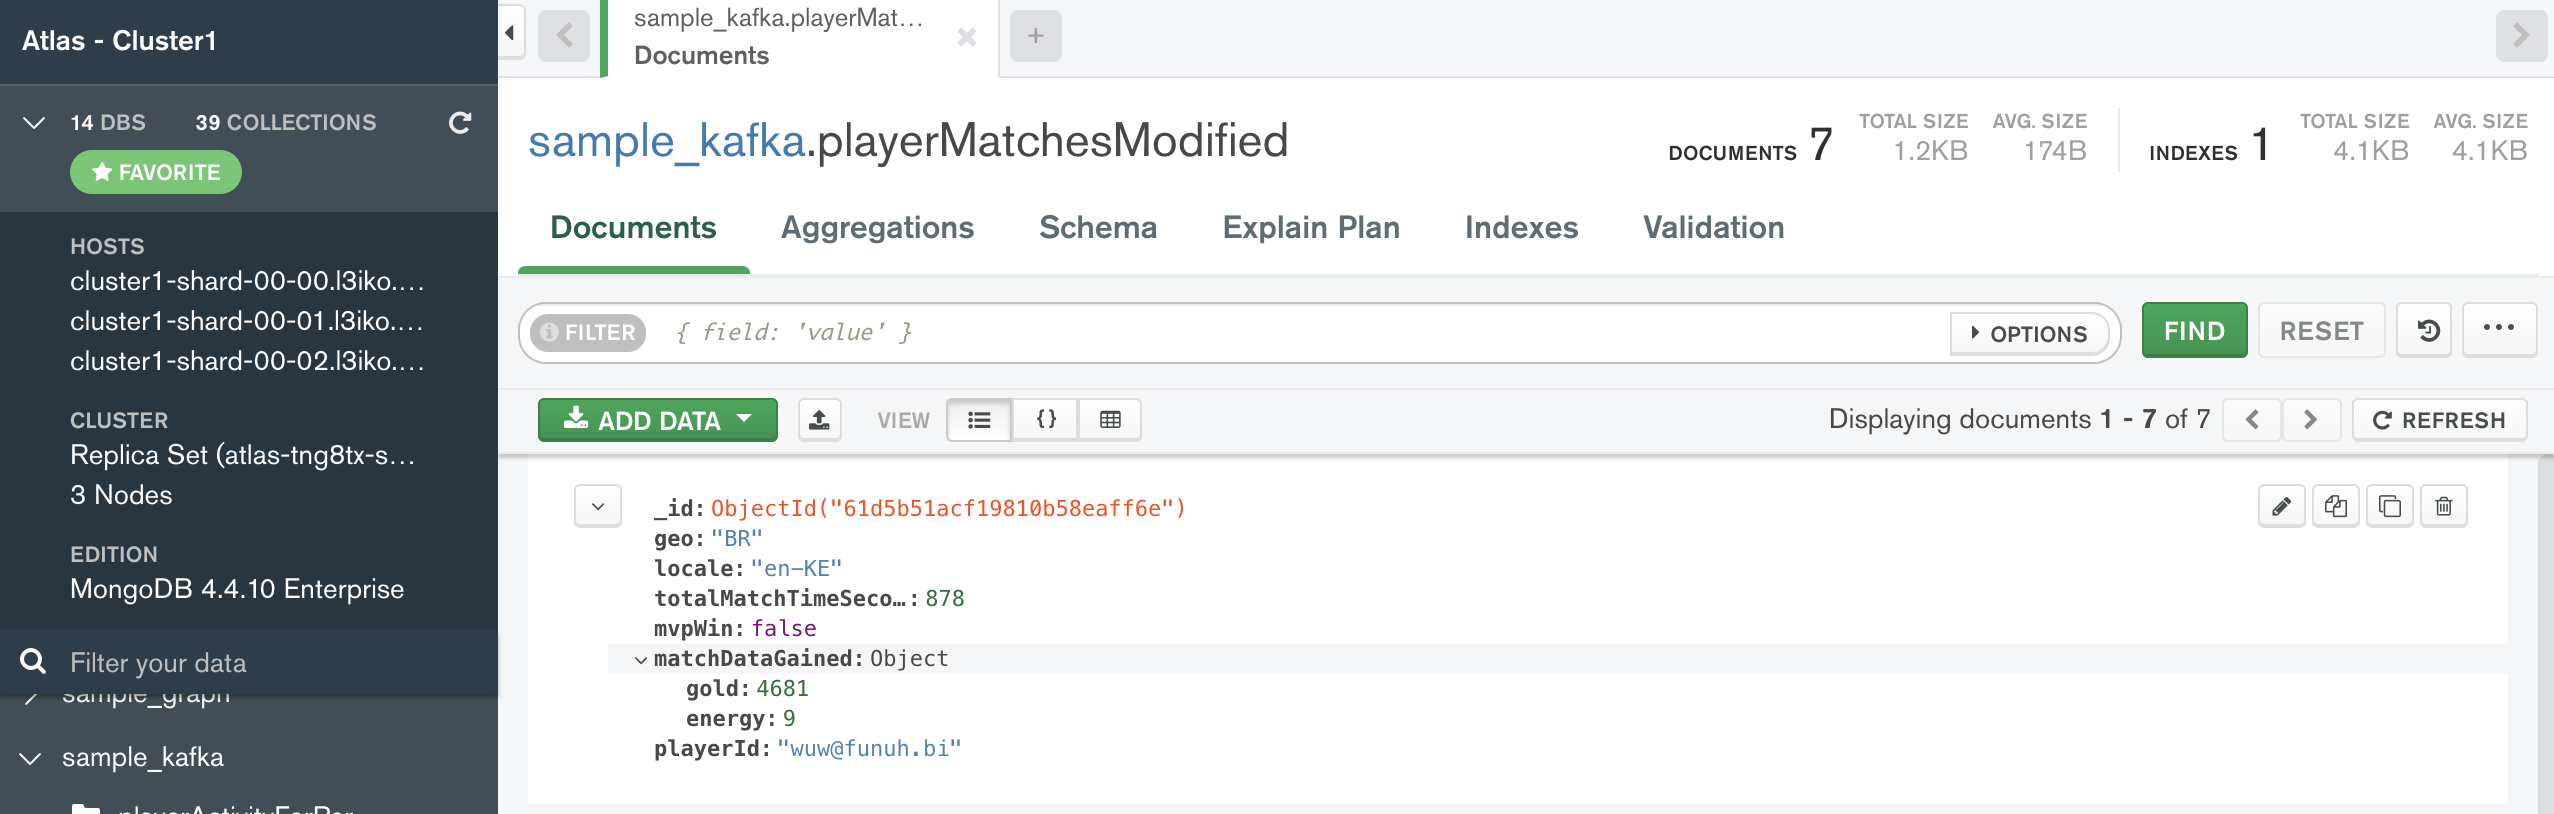 Atlas - Cluster1
14 DBS 39 COLLECTIONS
★ FAVORITE
HOSTS
cluster1-shard-00-00.l3iko....
cluster1-shard-00-01.l3iko....
cluster1-shard-00-02.l3iko....
CLUSTER
Replica Set (atlas-tng8tx-s...
3 Nodes
EDITION
MongoDB 4.4.10 Enterprise
Filter your data
sample_graph
sample_kafka
playerActivityForPer
sample_kafka.playerMat...
Documents
sample_kafka.playerMatchesModified
DOCUMENTS 7 TOTAL SIZE 1.2KB AVG. SIZE 174B
INDEXES 1 TOTAL SIZE 4.1KB AVG. SIZE 4.1KB
Documents Aggregations Schema Explain Plan Indexes Validation
FILTER { field: 'value' } OPTIONS FIND RESET ...
ADD DATA VIEW {} Displaying documents 1 - 7 of 7 REFRESH
_id: ObjectId("61d5b51acf19810b58eaff6e")
geo: "BR"
locale: "en-KE"
totalMatchTimeSeco…: 878
mvpWin: false
matchDataGained: Object
gold: 4681
energy: 9
playerId: "wuw@funuh.bi"